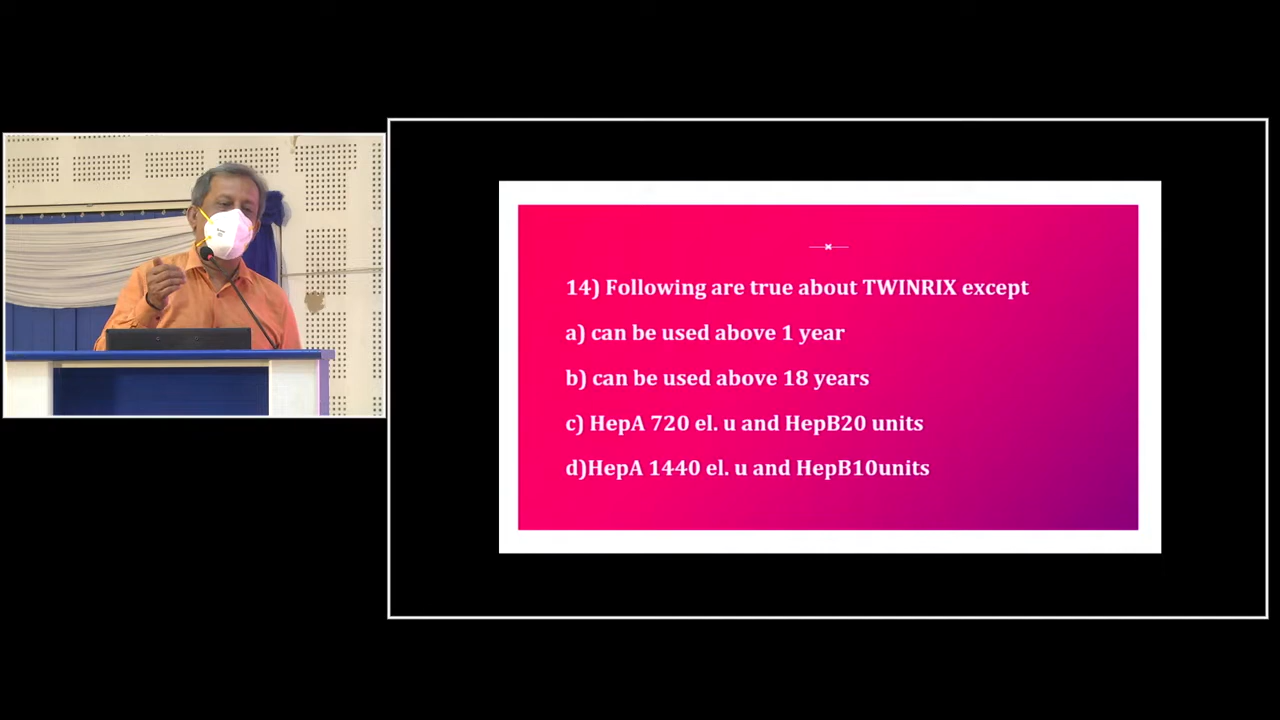 14) Following are true about TWINRIX except
a) can be used above 1 year
b) can be used above 18 years
c) HepA 720 el. u and HepB20 units
d)HepA 1440 el. u and HepB10units